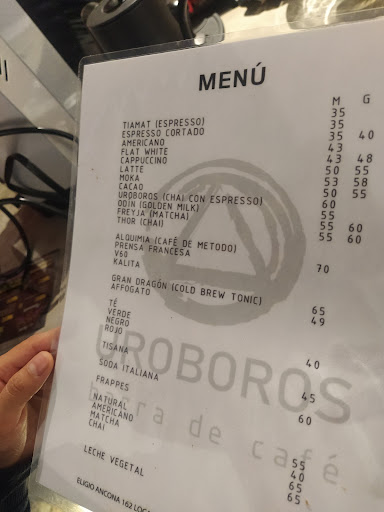 MENÚ
M G
TIAMAT (ESPRESSO) 35
ESPRESSO CORTADO 35
AMERICANO 35 40
FLAT WHITE 43
CAPPUCCINO 43 48
LATTE 50 55
MOKA 53 58
CACAO 50 55
UROBOROS (CHAI CON ESPRESSO) 60
ODIN (GOLDEN MILK) 55
FREYJA (MATCHA) 55 60
THOR (CHAI) 55 60
ALQUIMIA (CAFÉ DE METODO) 70
PRENSA FRANCESA
V60
KALITA
GRAN DRAGÓN (COLD BREW TONIC) 65
AFFOGATO 49
TÉ 40
VERDE
NEGRO
ROJO
TISANA 45
SODA ITALIANA 60
FRAPPES
NATURAL 55
AMERICANO 40
MATCHA 65
CHAI 65
LECHE VEGETAL
UROBOROS
barra de café
ELIGIO ANCONA 162 LOC